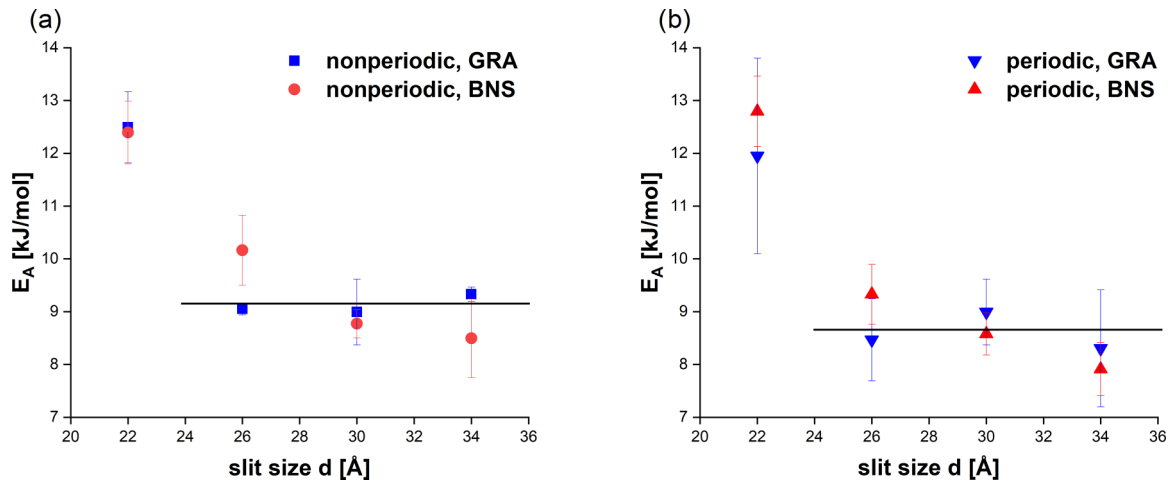 (a)
nonperiodic, GRA
nonperiodic, BNS
14
13
12
11
10
9
8
7
E_A [kJ/mol]
20 22 24 26 28 30 32 34 36
slit size d [Å]
(b)
periodic, GRA
periodic, BNS
14
13
12
11
10
9
8
7
E_A [kJ/mol]
20 22 24 26 28 30 32 34 36
slit size d [Å]